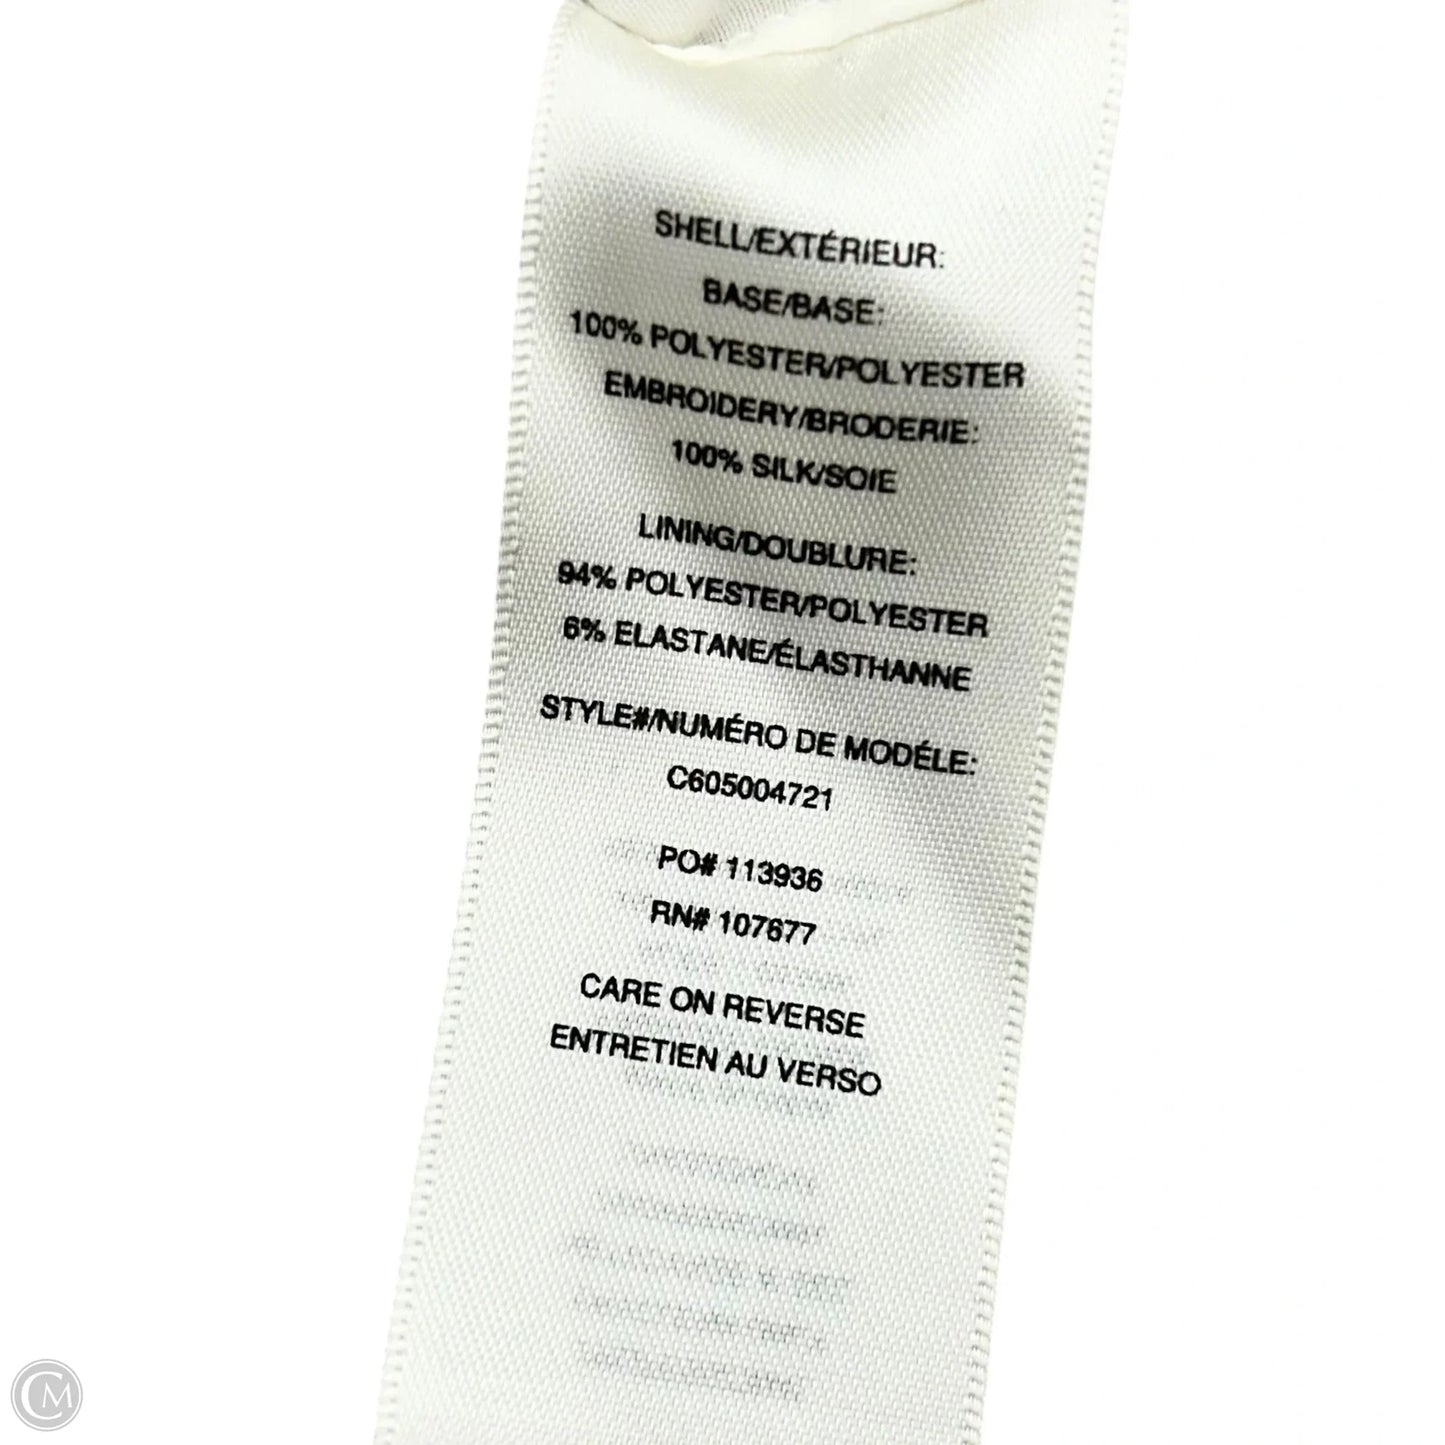 SHELL/EXTÉRIEUR:
BASE/BASE:
100% POLYESTER/POLYESTER
EMBROIDERY/BRODERIE:
100% SILK/SOIE
LINING/DOUBLURE:
94% POLYESTER/POLYESTER
6% ELASTANE/ÉLASTHANNE
STYLE#/NUMÉRO DE MODÉLE:
C605004721
PO# 113936
RN# 107677
CARE ON REVERSE
ENTRETIEN AU VERSO
CM